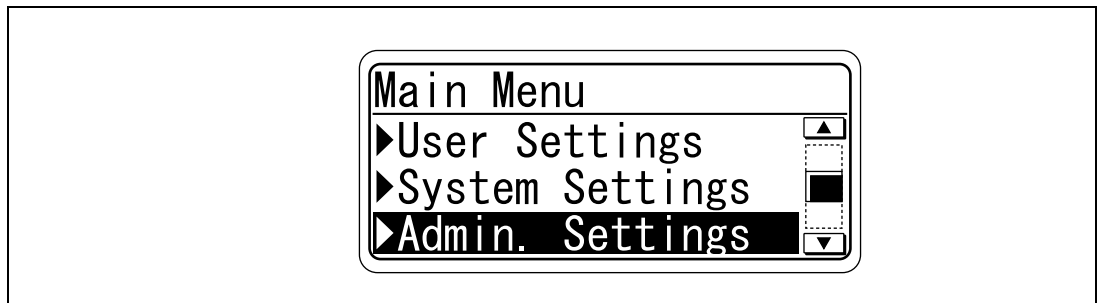 Main Menu
▶User Settings
▶System Settings
▶Admin. Settings